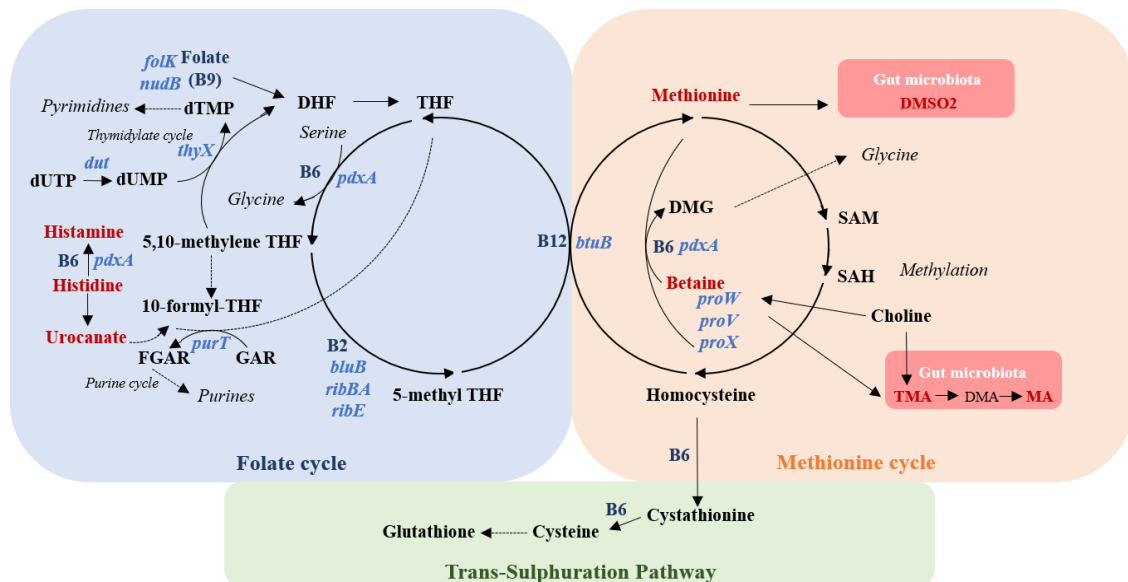 folK Folate
nudB (B9)
Pyrimidines dTMP DHF THF
Thymidylate cycle
thyX
Serine
dut
dUTP dUMP
B6 pdxA
Glycine
Histamine
B6 pdxA
Histidine
Urocanate
5,10-methylene THF
10-formyl-THF
purT
FGAR GAR
Purine cycle
Purines
B2
bluB
ribBA
ribE
5-methyl THF
Folate cycle
B12 btuB
Methionine
Gut microbiota
DMSO2
Glycine
DMG
B6 pdxA
Betaine
proW
proV
proX
SAM
SAH
Methylation
Choline
Gut microbiota
TMA DMA MA
Homocysteine
Methionine cycle
B6
Cystathionine
B6
Cysteine
Glutathione
Trans-Sulphuration Pathway